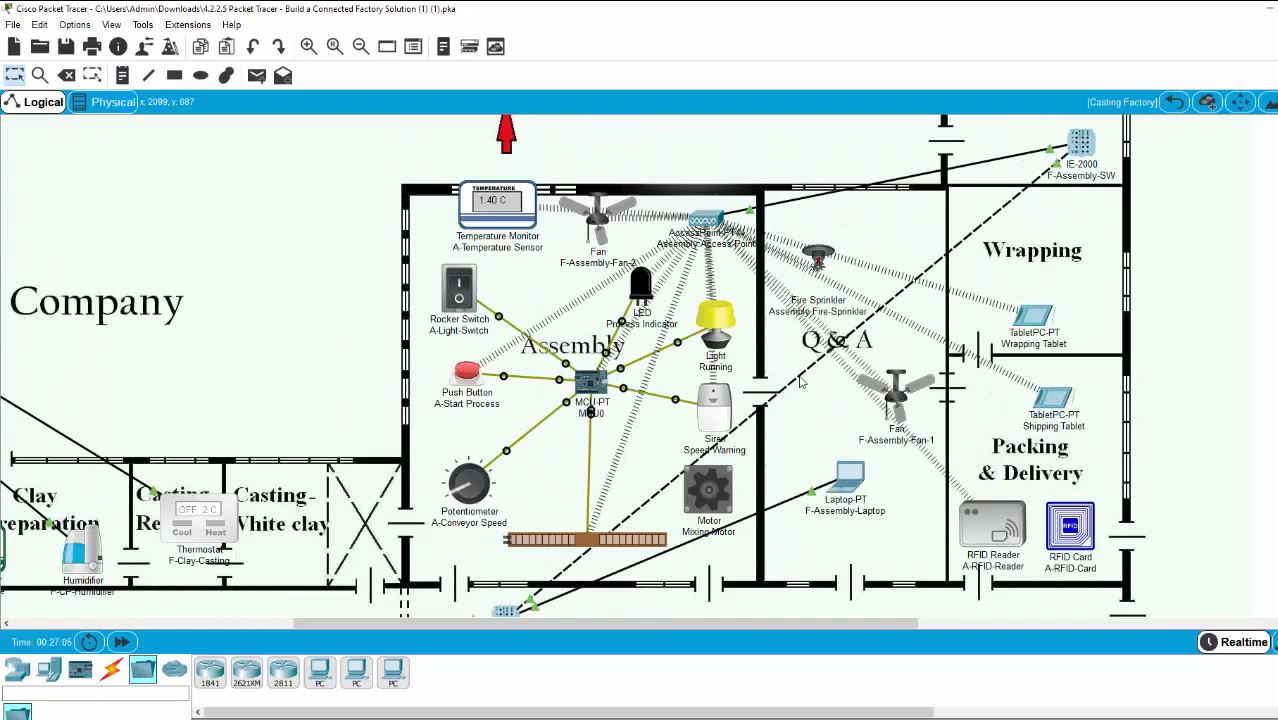 Cisco Packet Tracer - C:\Users\Admin\Downloads\4.2.2.5 Packet Tracer - Build a Connected Factory Solution (1) (1).pka
File Edit Options View Tools Extensions Help
Logical Physical x: 2099, y: 687 [Casting Factory]
IE-2000
F-Assembly-SW
TEMPERATURE
1.40 C
Temperature Monitor
A-Temperature Sensor
Fan
F-Assembly-Fan-2
Assembly Access Point
Wrapping
Company
Rocker Switch
A-Light-Switch
LED
Process Indicator
Fire Sprinkler
Assembly Fire-Sprinkler
TabletPC-PT
Wrapping Tablet
Assembly
Q & A
Light
Running
Push Button
A-Start Process
MCU-PT
MCU0
Siren
Speed Warning
Fan
F-Assembly-Fan-1
TabletPC-PT
Shipping Tablet
Packing
& Delivery
Potentiometer
A-Conveyor Speed
Motor
Mixing Motor
Laptop-PT
F-Assembly-Laptop
Clay
Casting-
White clay
OFF 2 C
Cool Heat
Thermostat
F-Clay-Casting
Humidifier
F-CP-Humidifier
RFID
RFID Reader
A-RFID-Reader
RFID Card
A-RFID-Card
Time: 00:27:05 Realtime
1841 2621XM 2811 PC PC PC